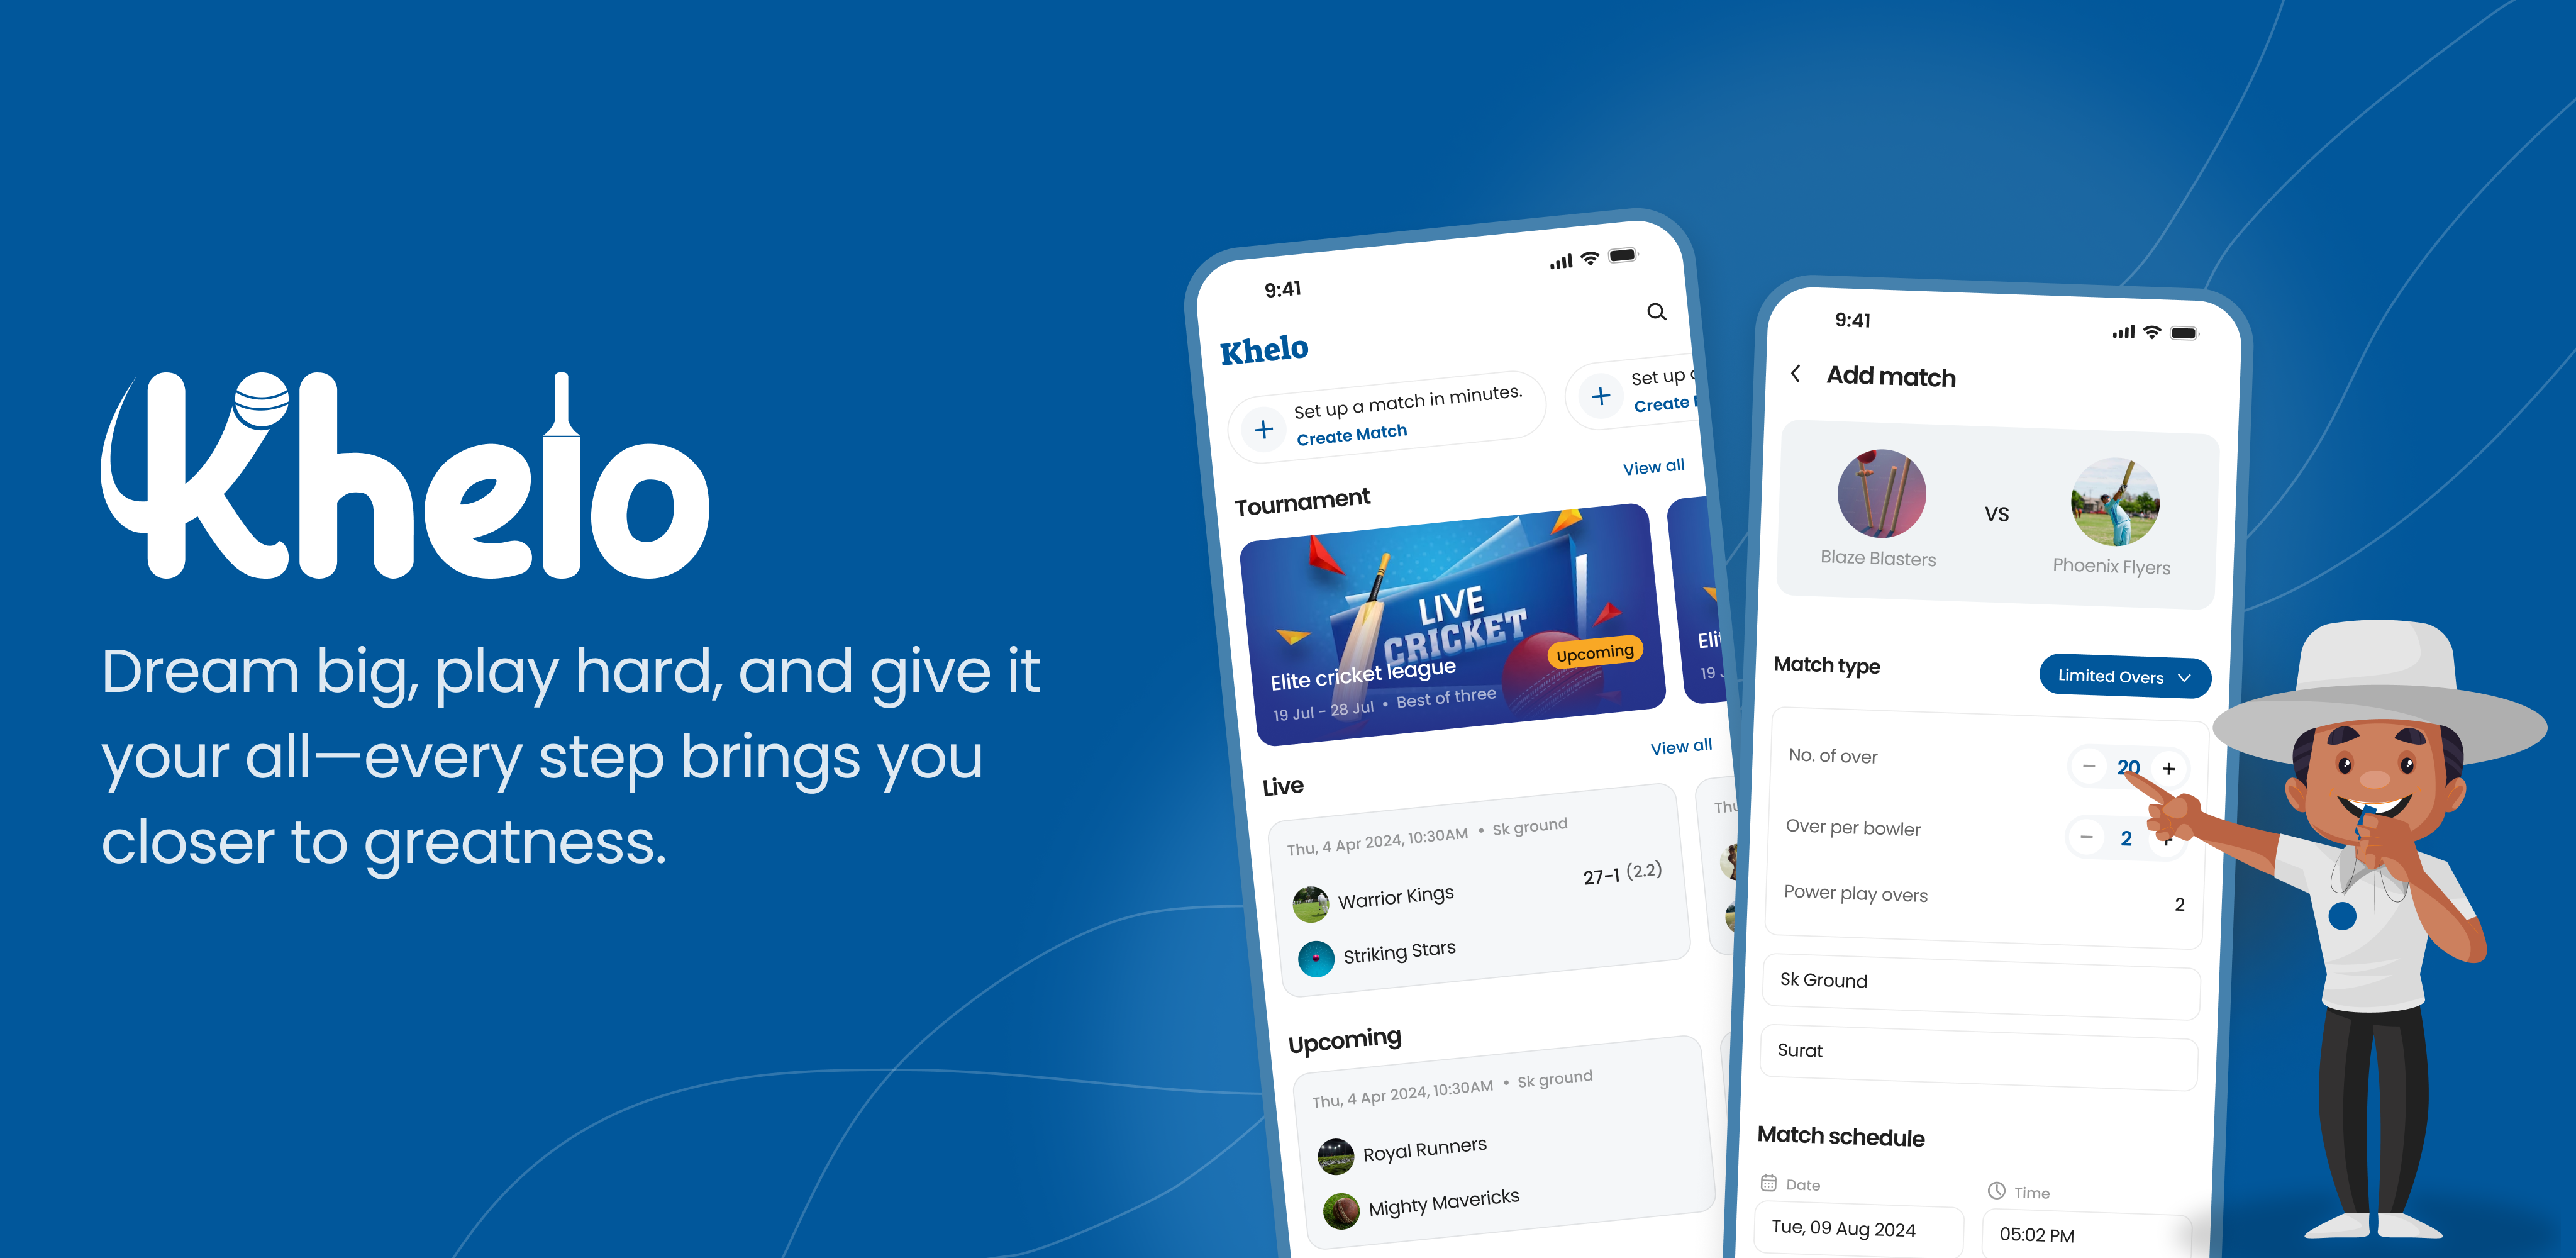 Khelo
Dream big, play hard, and give it
your all—every step brings you
closer to greatness.
9:41
Khelo
Set up a match in minutes.
Create Match
Set up
Create
Tournament
View all
LIVE
CRICKET
Elite cricket league
Upcoming
19 Jul - 28 Jul • Best of three
19
Live
View all
Thu, 4 Apr 2024, 10:30AM • Sk ground
Warrior Kings
27-1 (2.2)
Striking Stars
Upcoming
Thu, 4 Apr 2024, 10:30AM • Sk ground
Royal Runners
Mighty Mavericks
9:41
Add match
Blaze Blasters
VS
Phoenix Flyers
Match type
Limited Overs
No. of over
20
Over per bowler
2
Power play overs
2
Sk Ground
Surat
Match schedule
Date
Time
Tue, 09 Aug 2024
05:02 PM